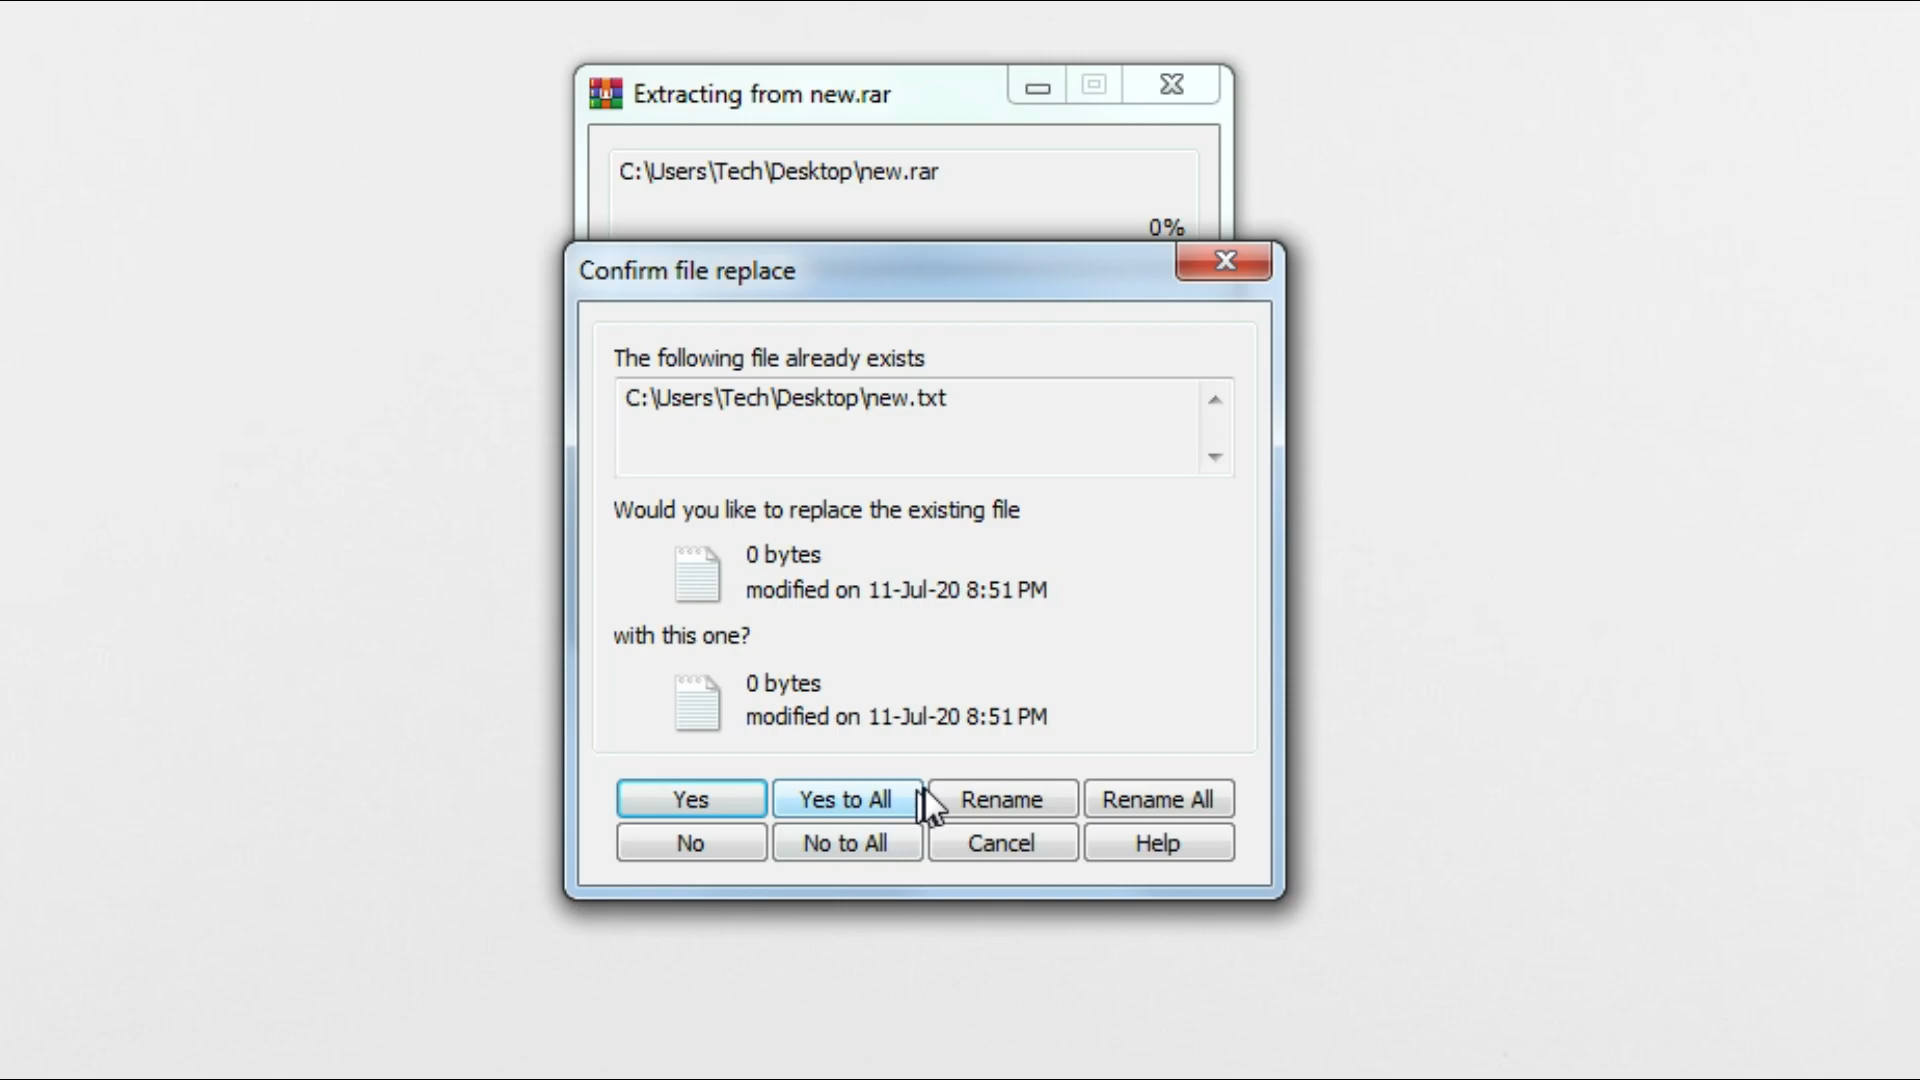 Extracting from new.rar
C:\Users\Tech\Desktop\new.rar
0%
Confirm file replace
The following file already exists
C:\Users\Tech\Desktop\new.txt
Would you like to replace the existing file
0 bytes
modified on 11-Jul-20 8:51 PM
with this one?
0 bytes
modified on 11-Jul-20 8:51 PM
Yes Yes to All Rename Rename All
No No to All Cancel Help